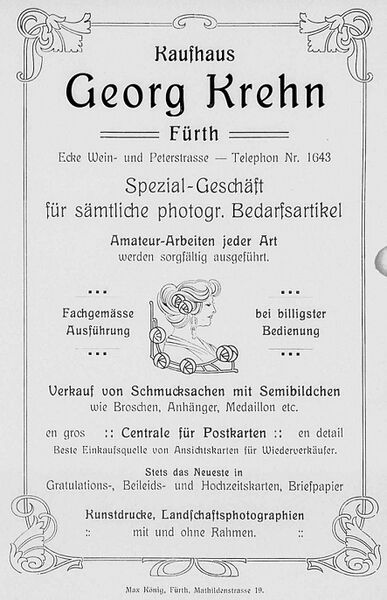 Kaufhaus
Georg Krehn
Fürth
Ecke Wein- und Peterstrasse — Telephon Nr. 1643
Spezial-Geschäft
für sämtliche photogr. Bedarfsartikel
Amateur-Arbeiten jeder Art
werden sorgfältig ausgeführt.
Fachgemässe
Ausführung
bei billigster
Bedienung
Verkauf von Schmucksachen mit Semibildchen
wie Broschen, Anhänger, Medaillon etc.
en gros :: Centrale für Postkarten :: en detail
Beste Einkaufsquelle von Ansichtskarten für Wiederverkäufer.
Stets das Neueste in
Gratulations-, Beileids- und Hochzeitskarten, Briefpapier
Kunstdrucke, Landschaftsphotographien
:: mit und ohne Rahmen. ::
Max König, Fürth, Mathildenstrasse 19.